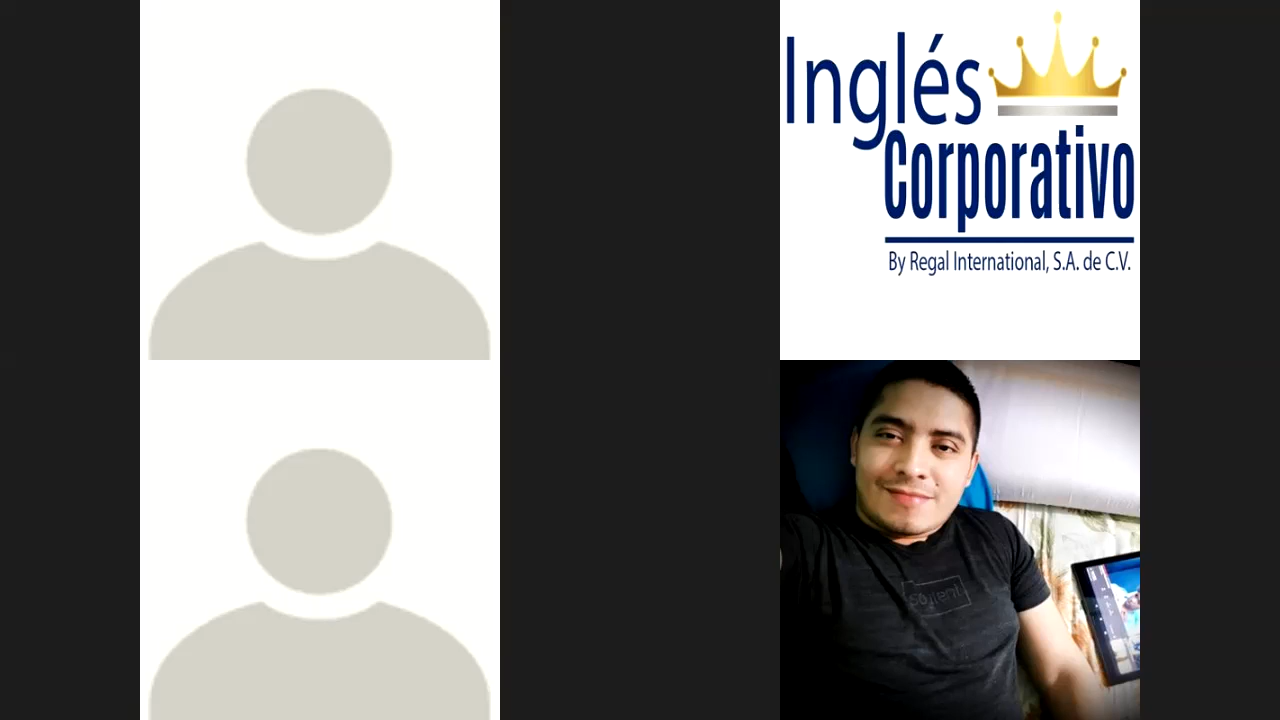 Inglés
Corporativo
By Regal International, S.A. de C.V.